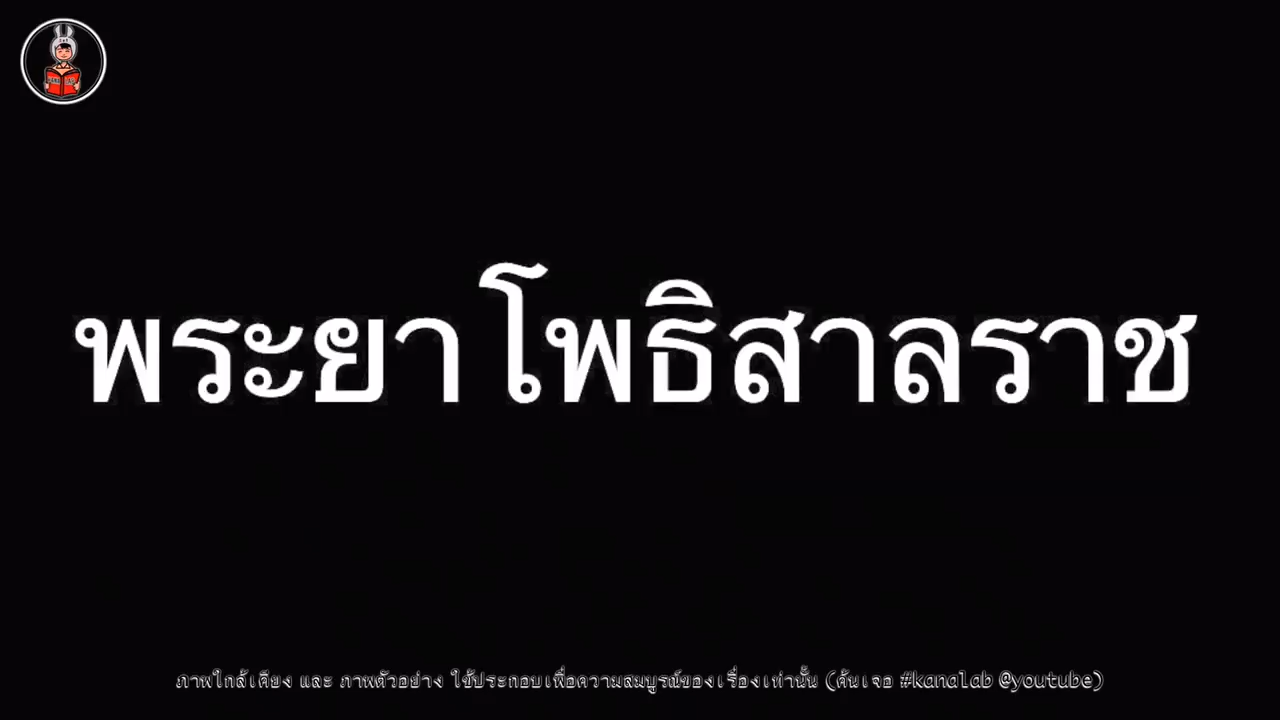 พระยาโพธิสาลราช
ภาพใกล้เคียง และ ภาพตัวอย่าง ใช้ประกอบเพื่อความสมบูรณ์ของเรื่องเท่านั้น (ค้นเจอ #kanalab @youtube)